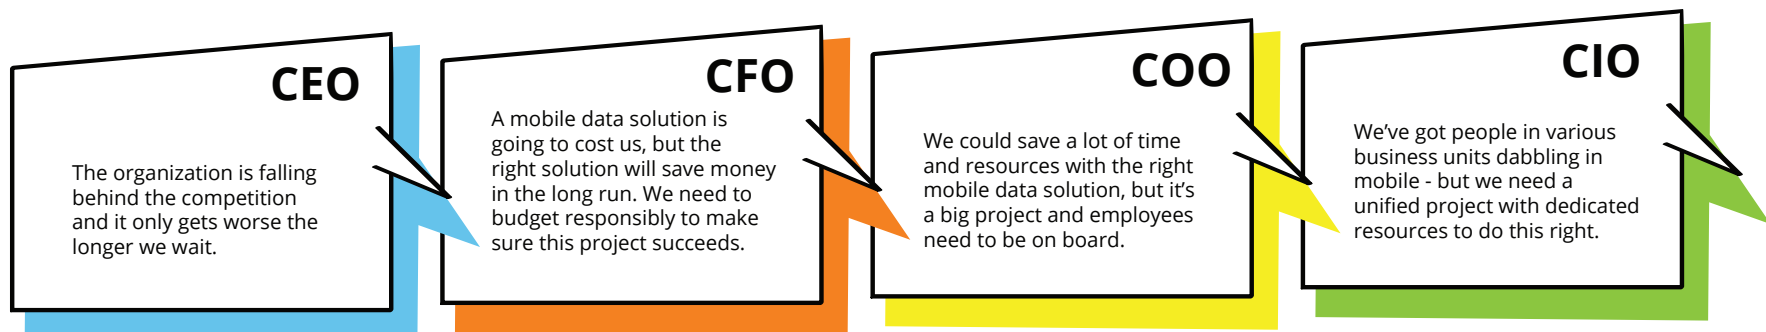 CEO
The organization is falling
behind the competition
and it only gets worse the
longer we wait.
CFO
A mobile data solution is
going to cost us, but the
right solution will save money
in the long run. We need to
budget responsibly to make
sure this project succeeds.
COO
We could save a lot of time
and resources with the right
mobile data solution, but it’s
a big project and employees
need to be on board.
CIO
We’ve got people in various
business units dabbling in
mobile - but we need a
unified project with dedicated
resources to do this right.